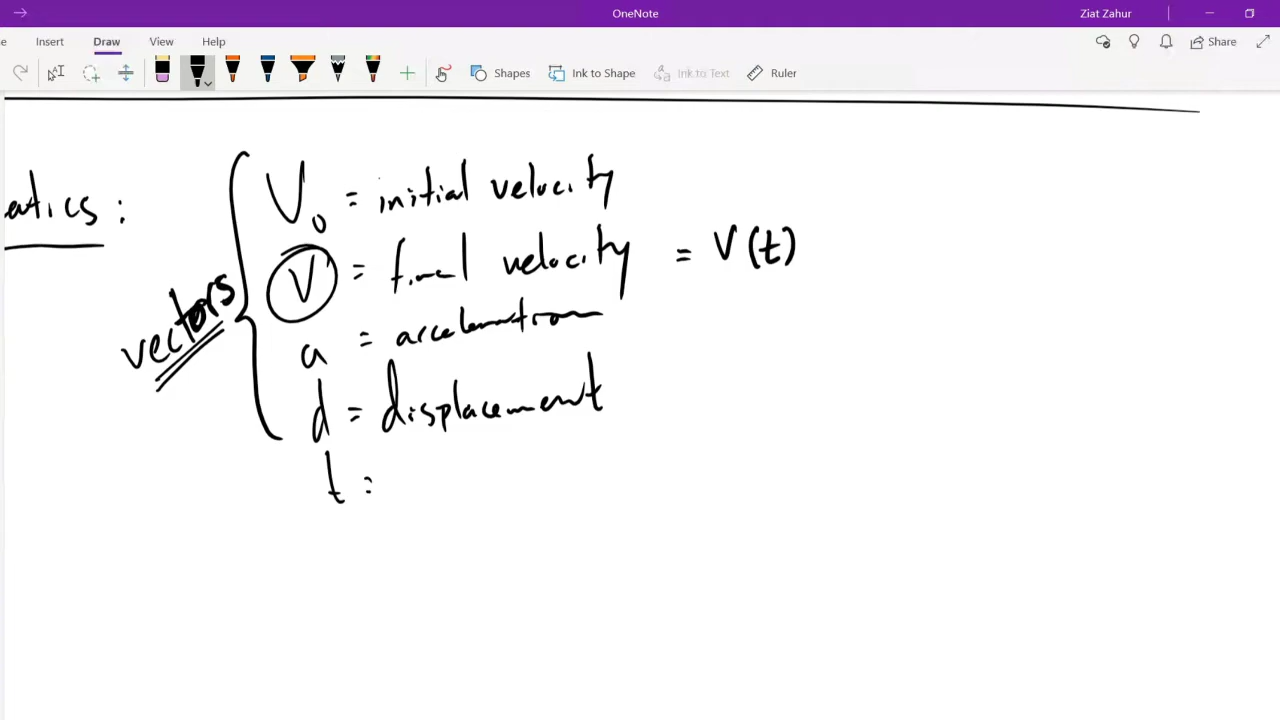 OneNote
Ziat Zahur
Insert Draw View Help
Share
Shapes Ink to Shape Ink to Text Ruler
atics:
V₀ = initial velocity
V = final velocity = V(t)
vectors
a = acceleration
d = displacement
t =